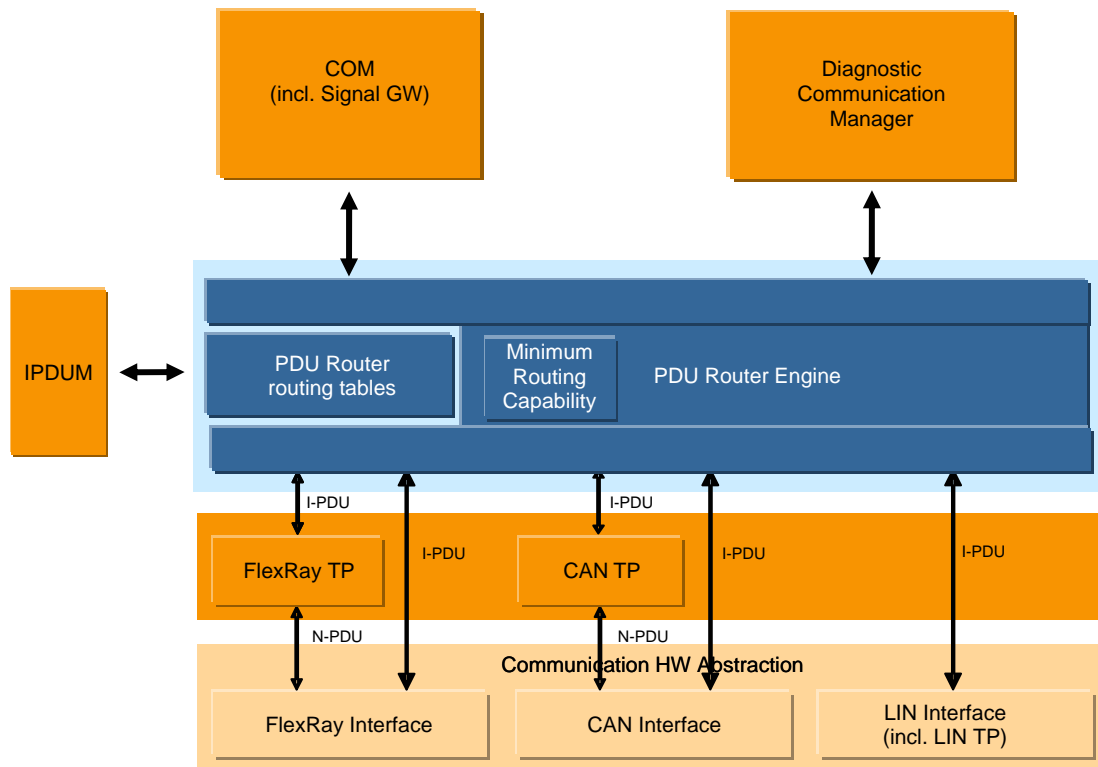 COM
(incl. Signal GW)
Diagnostic
Communication
Manager
IPDUM
PDU Router
routing tables
Minimum
Routing
Capability
PDU Router Engine
I-PDU
I-PDU
I-PDU
I-PDU
I-PDU
FlexRay TP
CAN TP
N-PDU
N-PDU
Communication HW Abstraction
FlexRay Interface
CAN Interface
LIN Interface
(incl. LIN TP)